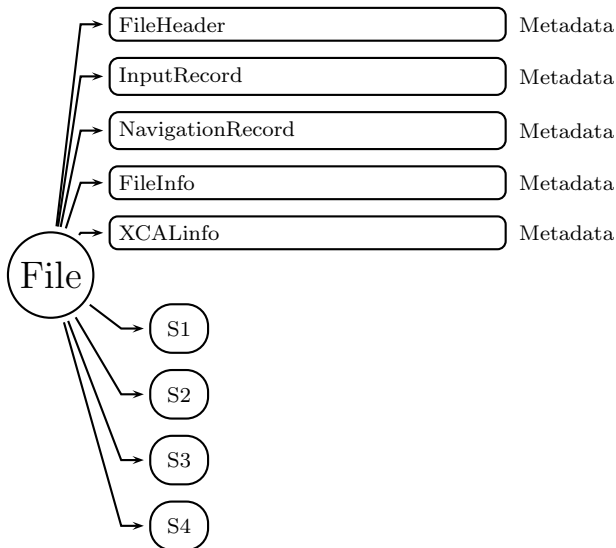 FileHeader Metadata
InputRecord Metadata
NavigationRecord Metadata
FileInfo Metadata
XCALinfo Metadata
File
S1
S2
S3
S4